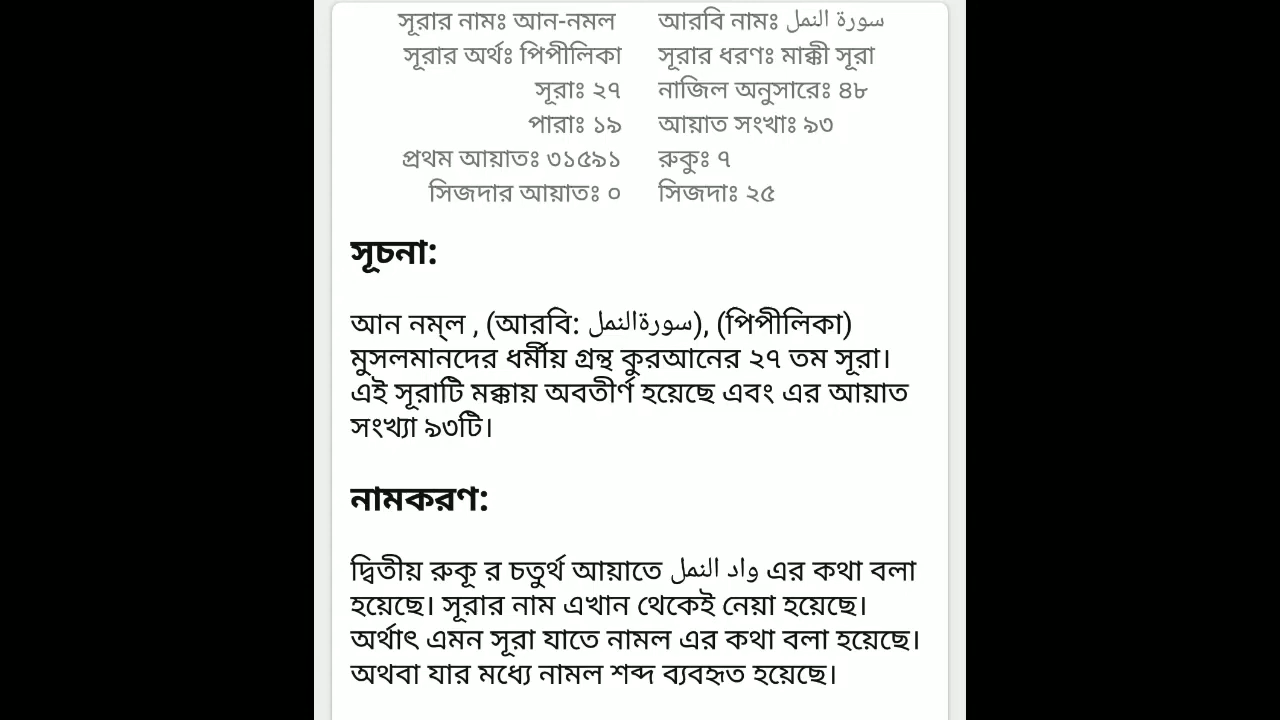 সূরার নামঃ আন-নমল আরবি নামঃ سورة النمل
সূরার অর্থঃ পিপীলিকা সূরার ধরণঃ মাক্কী সূরা
সূরাঃ ২৭ নাজিল অনুসারেঃ ৪৮
পারাঃ ১৯ আয়াত সংখাঃ ৯৩
প্রথম আয়াতঃ ৩১৫৯১ রুকুঃ ৭
সিজদার আয়াতঃ ০ সিজদাঃ ২৫
সূচনা:
আন নম্‌ল , (আরবি: سورةالنمل), (পিপীলিকা)
মুসলমানদের ধর্মীয় গ্রন্থ কুরআনের ২৭ তম সূরা।
এই সূরাটি মক্কায় অবতীর্ণ হয়েছে এবং এর আয়াত
সংখ্যা ৯৩টি।
নামকরণ:
দ্বিতীয় রুকূ র চতুর্থ আয়াতে واد النمل এর কথা বলা
হয়েছে। সূরার নাম এখান থেকেই নেয়া হয়েছে।
অর্থাৎ এমন সূরা যাতে নামল এর কথা বলা হয়েছে।
অথবা যার মধ্যে নামল শব্দ ব্যবহৃত হয়েছে।